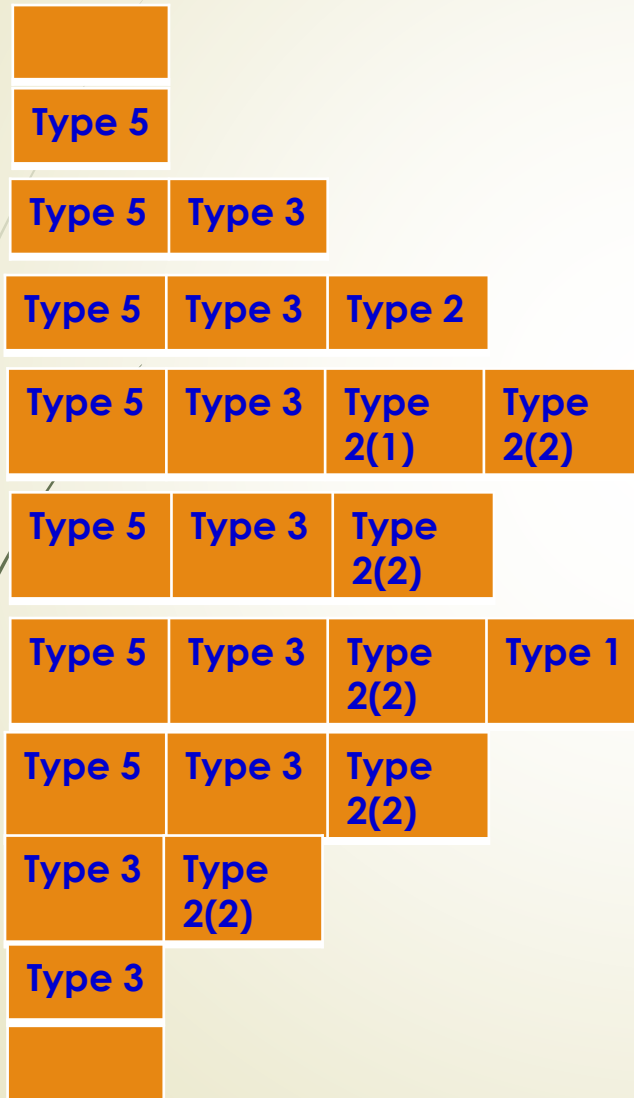 Type 5
Type 5 Type 3
Type 5 Type 3 Type 2
Type 5 Type 3 Type Type
2(1) 2(2)
Type 5 Type 3 Type
2(2)
Type 5 Type 3 Type Type 1
2(2)
Type 5 Type 3 Type
2(2)
Type 3 Type
2(2)
Type 3